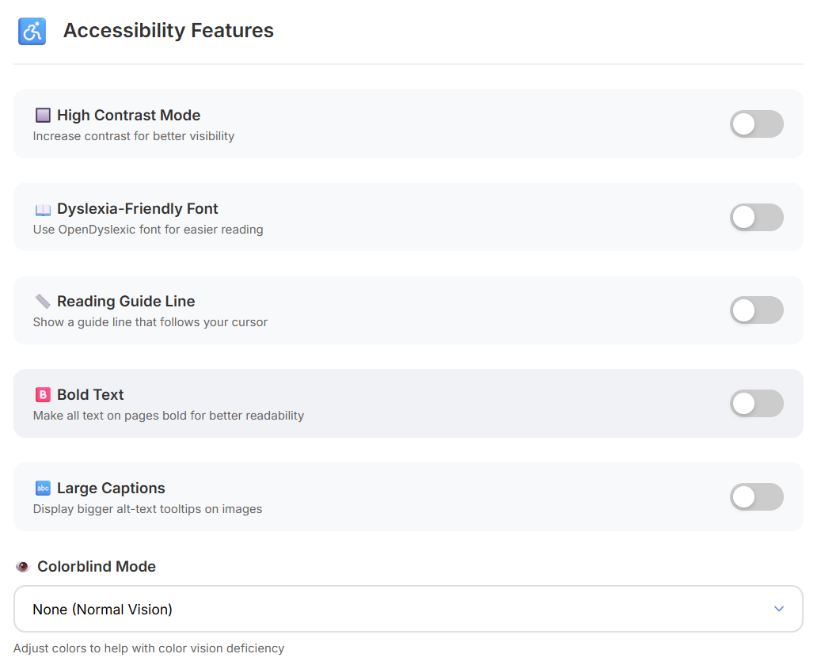 Accessibility Features
High Contrast Mode
Increase contrast for better visibility
Dyslexia-Friendly Font
Use OpenDyslexic font for easier reading
Reading Guide Line
Show a guide line that follows your cursor
B Bold Text
Make all text on pages bold for better readability
abc Large Captions
Display bigger alt-text tooltips on images
Colorblind Mode
None (Normal Vision)
Adjust colors to help with color vision deficiency